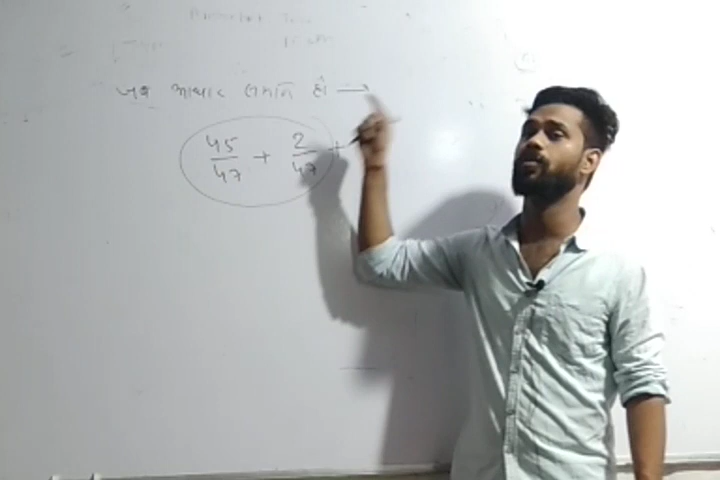 जब आधार समान हो →
45/47 + 2/47 +